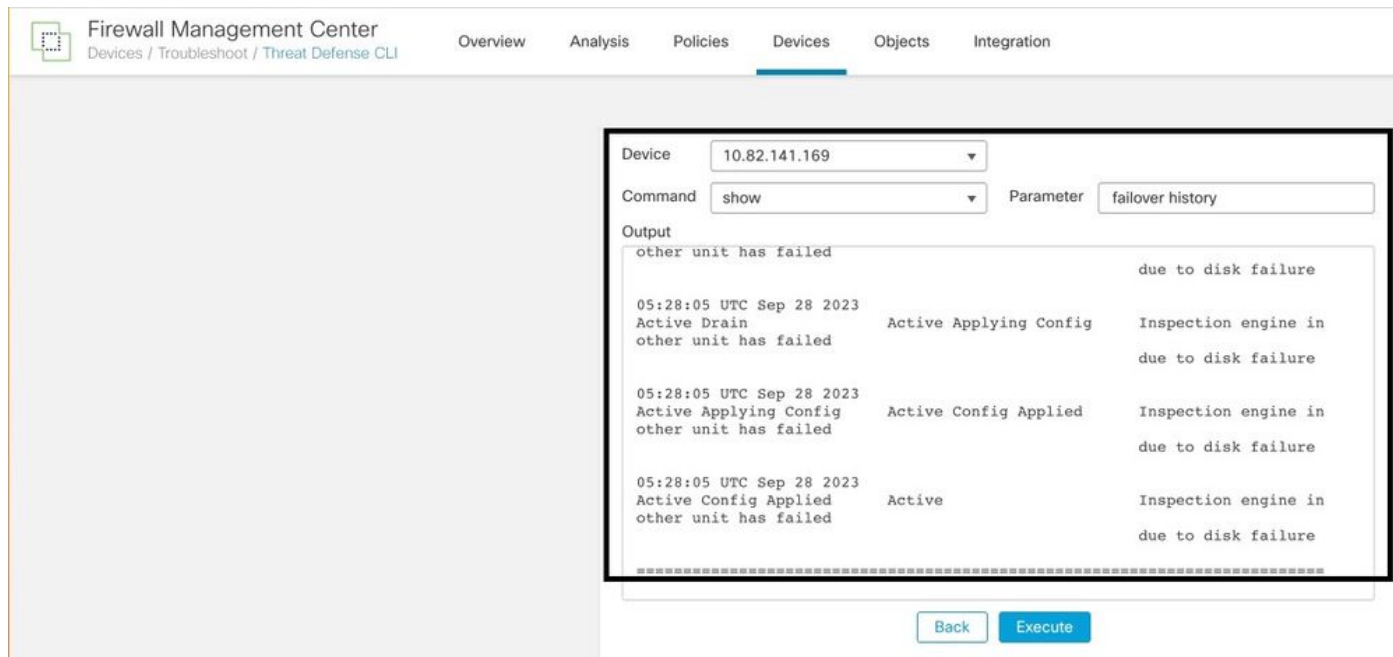 Firewall Management Center
Devices / Troubleshoot / Threat Defense CLI
Overview Analysis Policies Devices Objects Integration
Device 10.82.141.169
Command show Parameter failover history
Output
other unit has failed
due to disk failure
05:28:05 UTC Sep 28 2023
Active Drain Active Applying Config Inspection engine in
other unit has failed
due to disk failure
05:28:05 UTC Sep 28 2023
Active Applying Config Active Config Applied Inspection engine in
other unit has failed
due to disk failure
05:28:05 UTC Sep 28 2023
Active Config Applied Active Inspection engine in
other unit has failed
due to disk failure
==========================================================================
Back Execute